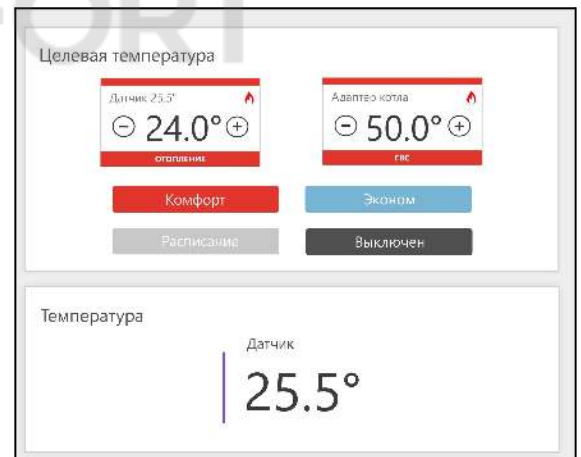 FORT
Целевая температура
Датчик 25.5°
24.0°
отопление
Адаптер котла
50.0°
гвс
Комфорт
Эконом
Расписание
Выключен
Температура
Датчик
25.5°